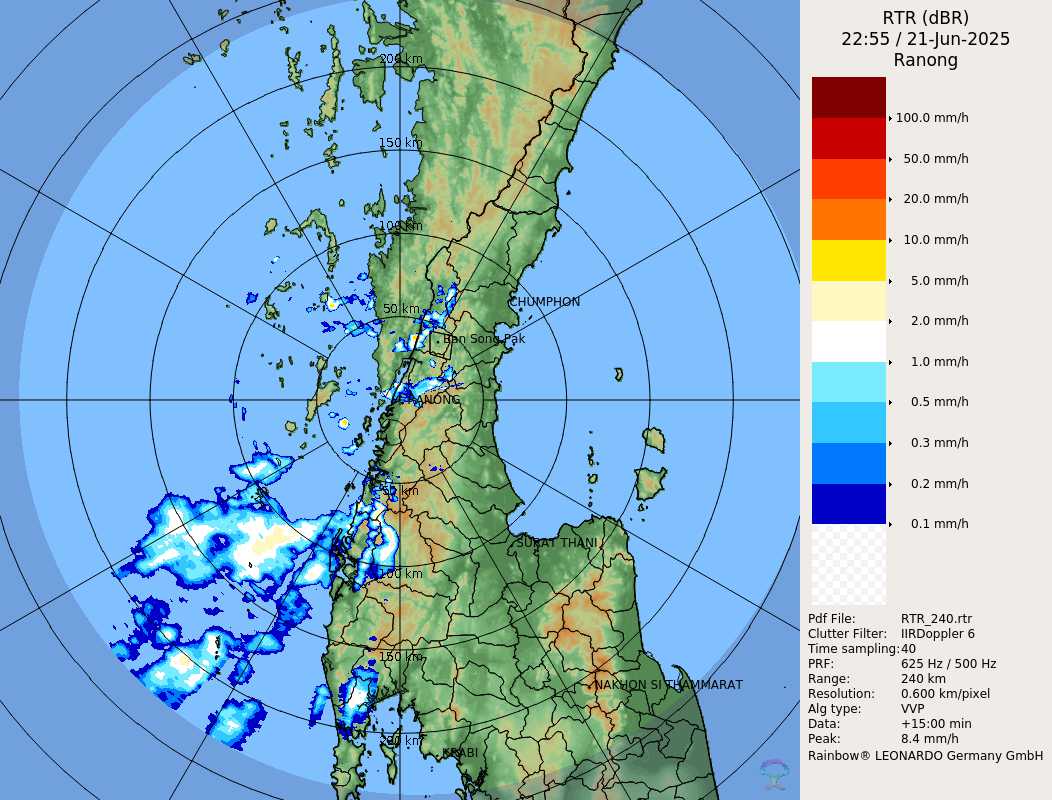 RTR (dBR)
22:55 / 21-Jun-2025
Ranong
200 km
150 km
100 km
50 km
CHUMPHON
Ban Song Pak
RANONG
50 km
SURAT THANI
100 km
150 km
NAKHON SI THAMMARAT
200 km
KRABI
100.0 mm/h
50.0 mm/h
20.0 mm/h
10.0 mm/h
5.0 mm/h
2.0 mm/h
1.0 mm/h
0.5 mm/h
0.3 mm/h
0.2 mm/h
0.1 mm/h
Pdf File: RTR_240.rtr
Clutter Filter: IIRDoppler 6
Time sampling:40
PRF: 625 Hz / 500 Hz
Range: 240 km
Resolution: 0.600 km/pixel
Alg type: VVP
Data: +15:00 min
Peak: 8.4 mm/h
Rainbow® LEONARDO Germany GmbH